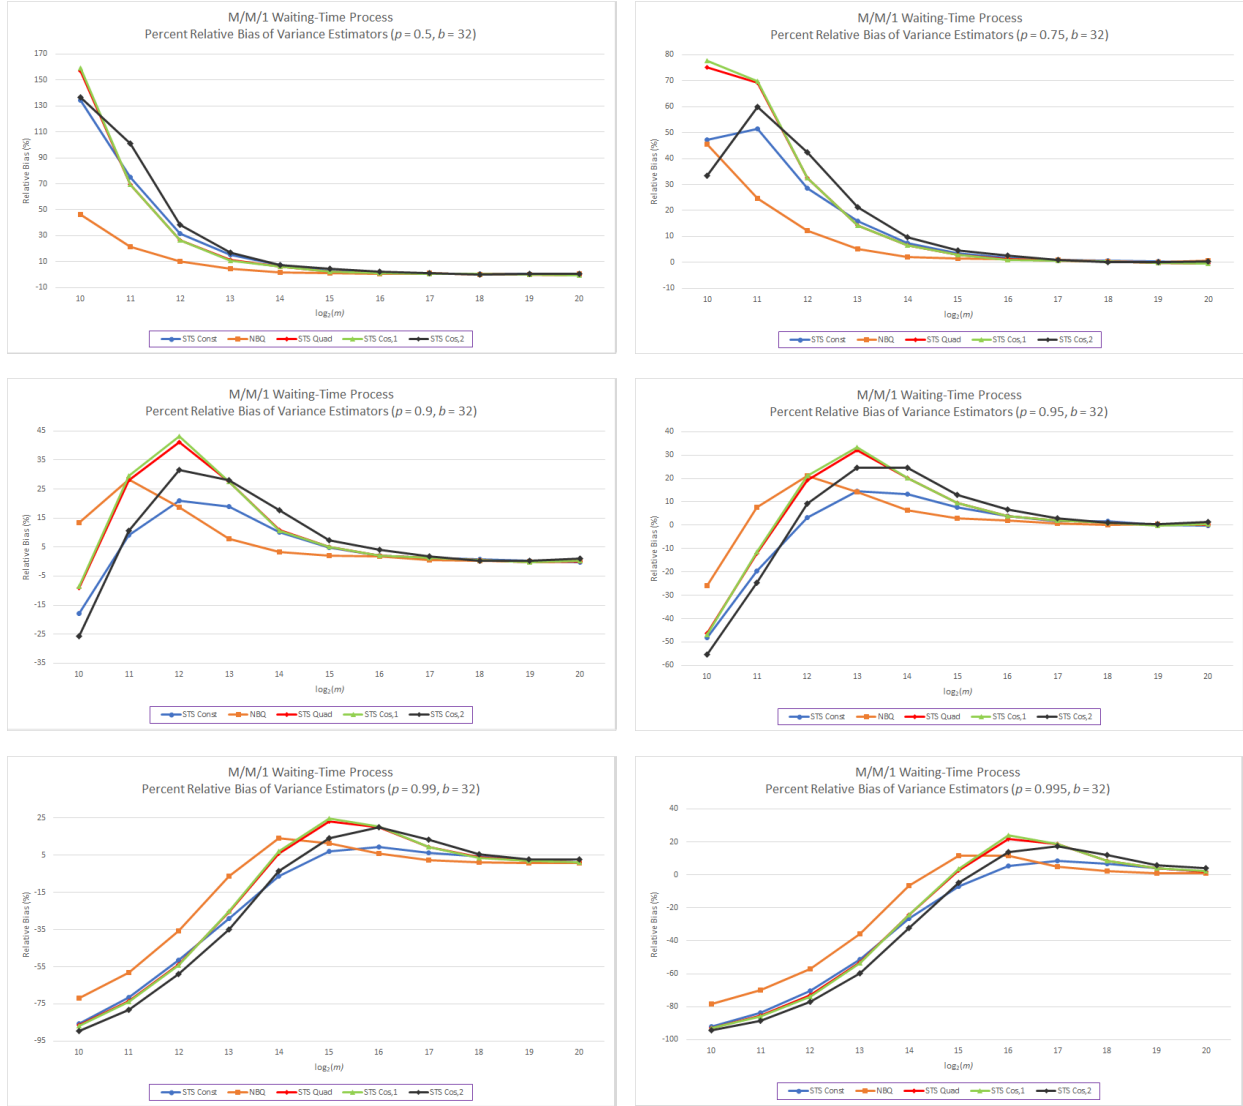 M/M/1 Waiting-Time Process
Percent Relative Bias of Variance Estimators (p = 0.5, b = 32)
170
150
130
110
90
70
50
30
10
-10
Relative Bias (%)
10 11 12 13 14 15 16 17 18 19 20
log₂(m)
STS Const NBQ STS Quad STS Cos,1 STS Cos,2
M/M/1 Waiting-Time Process
Percent Relative Bias of Variance Estimators (p = 0.75, b = 32)
80
70
60
50
40
30
20
10
0
-10
Relative Bias (%)
10 11 12 13 14 15 16 17 18 19 20
log₂(m)
STS Const NBQ STS Quad STS Cos,1 STS Cos,2
M/M/1 Waiting-Time Process
Percent Relative Bias of Variance Estimators (p = 0.9, b = 32)
45
35
25
15
5
-5
-15
-25
-35
Relative Bias (%)
10 11 12 13 14 15 16 17 18 19 20
log₂(m)
STS Const NBQ STS Quad STS Cos,1 STS Cos,2
M/M/1 Waiting-Time Process
Percent Relative Bias of Variance Estimators (p = 0.95, b = 32)
40
30
20
10
0
-10
-20
-30
-40
-50
-60
Relative Bias (%)
10 11 12 13 14 15 16 17 18 19 20
log₂(m)
STS Const NBQ STS Quad STS Cos,1 STS Cos,2
M/M/1 Waiting-Time Process
Percent Relative Bias of Variance Estimators (p = 0.99, b = 32)
25
5
-15
-35
-55
-75
-95
Relative Bias (%)
10 11 12 13 14 15 16 17 18 19 20
log₂(m)
STS Const NBQ STS Quad STS Cos,1 STS Cos,2
M/M/1 Waiting-Time Process
Percent Relative Bias of Variance Estimators (p = 0.995, b = 32)
40
20
0
-20
-40
-60
-80
-100
Relative Bias (%)
10 11 12 13 14 15 16 17 18 19 20
log₂(m)
STS Const NBQ STS Quad STS Cos,1 STS Cos,2